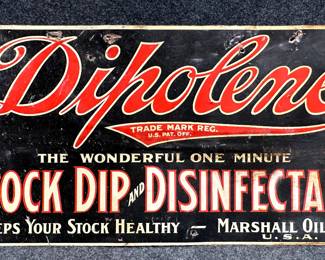 Dipolene
TRADE MARK REG.
U.S. PAT. OFF.
THE WONDERFUL ONE MINUTE
OCK DIP AND DISINFECTA
EPS YOUR STOCK HEALTHY — MARSHALL OIL
U.S.A.